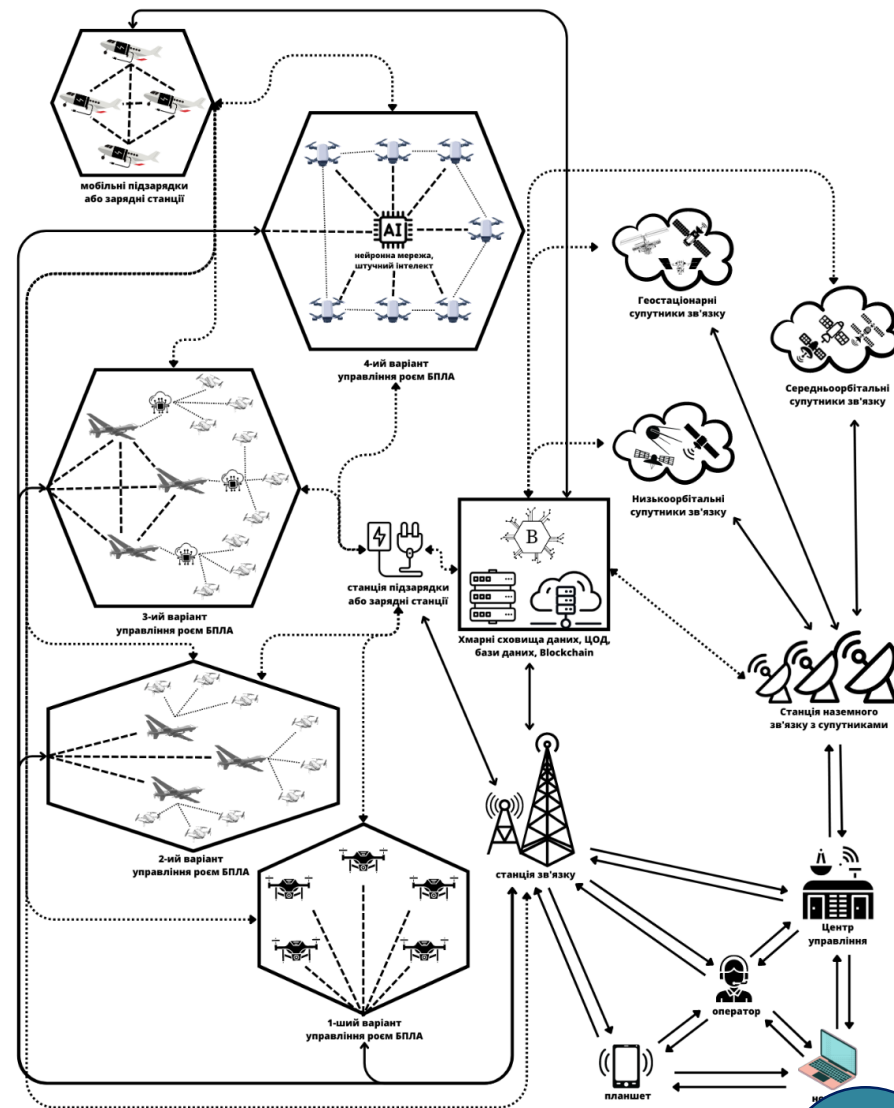 мобільні підзарядки
або зарядні станції
AI
нейронна мережа,
штучний інтелект
4-ий варіант
управління роєм БПЛА
Геостаціонарні
супутники зв'язку
Середньоорбітальні
супутники зв'язку
Низькоорбітальні
супутники зв'язку
3-ий варіант
управління роєм БПЛА
станція підзарядки
або зарядні станції
B
Хмарні сховища даних, ЦОД,
бази даних, Blockchain
Станція наземного
зв'язку з супутниками
2-ий варіант
управління роєм БПЛА
станція зв'язку
Центр
управління
1-ший варіант
управління роєм БПЛА
оператор
планшет